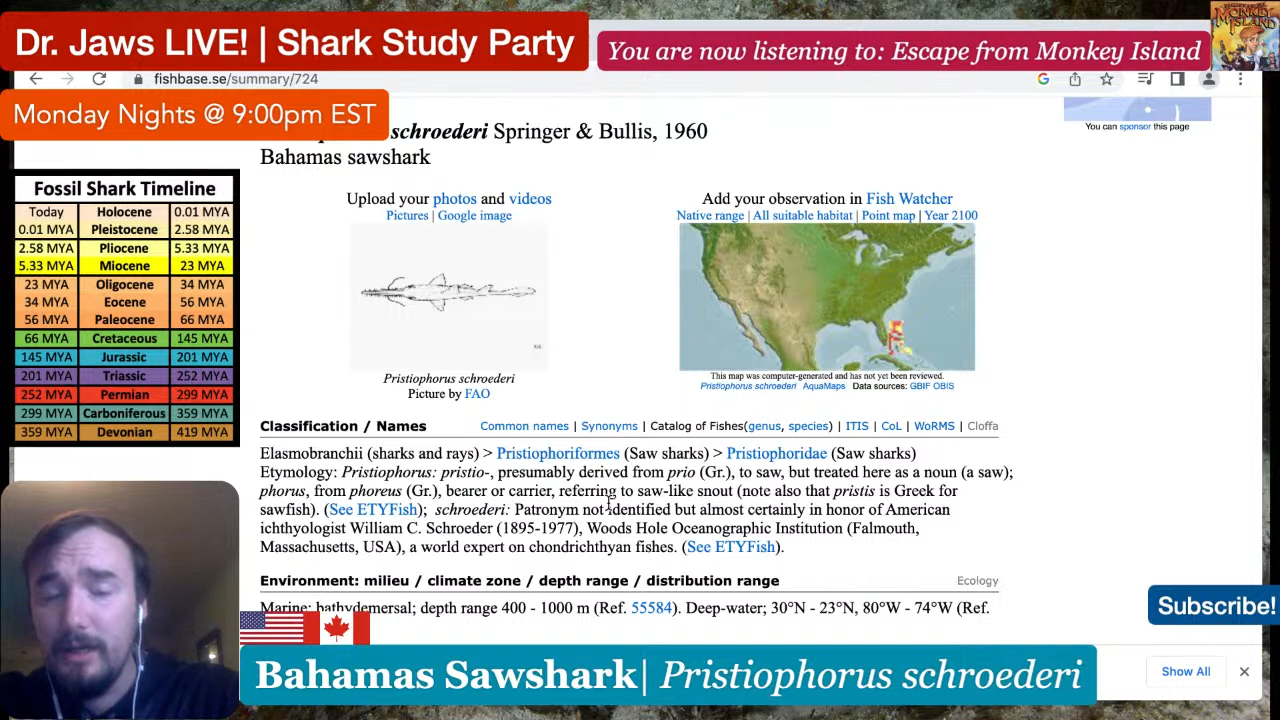 Dr. Jaws LIVE! | Shark Study Party
You are now listening to: Escape from Monkey Island
MONKEY ISLAND
fishbase.se/summary/724
Monday Nights @ 9:00pm EST
schroederi Springer & Bullis, 1960
Bahamas sawshark
You can sponsor this page
Fossil Shark Timeline
Today Holocene 0.01 MYA
0.01 MYA Pleistocene 2.58 MYA
2.58 MYA Pliocene 5.33 MYA
5.33 MYA Miocene 23 MYA
23 MYA Oligocene 34 MYA
34 MYA Eocene 56 MYA
56 MYA Paleocene 66 MYA
66 MYA Cretaceous 145 MYA
145 MYA Jurassic 201 MYA
201 MYA Triassic 252 MYA
252 MYA Permian 299 MYA
299 MYA Carboniferous 359 MYA
359 MYA Devonian 419 MYA
Upload your photos and videos
Pictures | Google image
Pristiophorus schroederi
Picture by FAO
Add your observation in Fish Watcher
Native range | All suitable habitat | Point map | Year 2100
This map was computer-generated and has not yet been reviewed.
Pristiophorus schroederi AquaMaps Data sources: GBIF OBIS
Classification / Names Common names | Synonyms | Catalog of Fishes(genus, species) | ITIS | CoL | WoRMS | Cloffa
Elasmobranchii (sharks and rays) > Pristiophoriformes (Saw sharks) > Pristiophoridae (Saw sharks)
Etymology: Pristiophorus: pristio-, presumably derived from prio (Gr.), to saw, but treated here as a noun (a saw);
phorus, from phoreus (Gr.), bearer or carrier, referring to saw-like snout (note also that pristis is Greek for
sawfish). (See ETYFish); schroederi: Patronym not identified but almost certainly in honor of American
ichthyologist William C. Schroeder (1895-1977), Woods Hole Oceanographic Institution (Falmouth,
Massachusetts, USA), a world expert on chondrichthyan fishes. (See ETYFish).
Environment: milieu / climate zone / depth range / distribution range Ecology
Marine; bathydemersal; depth range 400 - 1000 m (Ref. 55584). Deep-water; 30°N - 23°N, 80°W - 74°W (Ref.
Subscribe!
Bahamas Sawshark| Pristiophorus schroederi
Show All